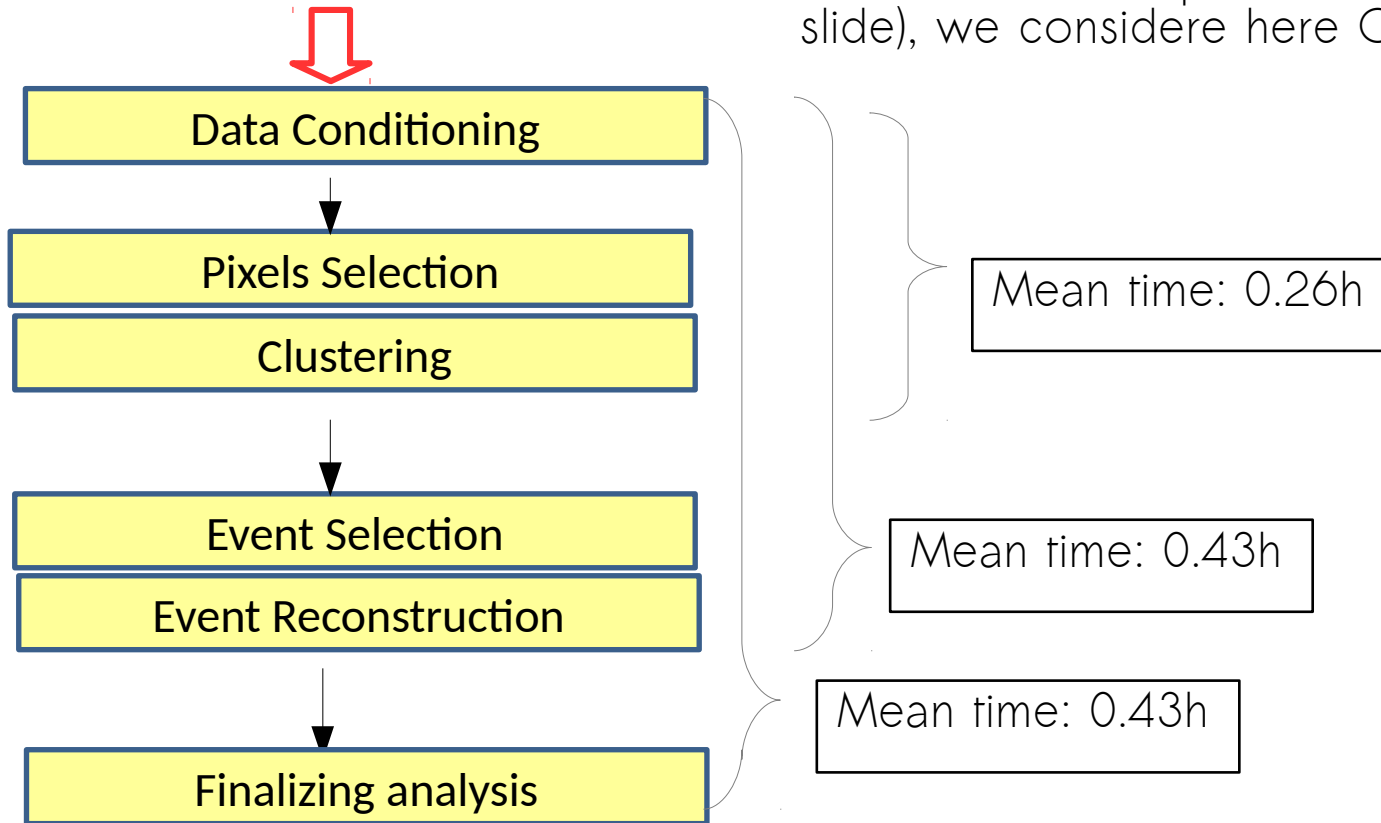 slide), we considere here
Data Conditioning
Pixels Selection
Clustering
Mean time: 0.26h
Event Selection
Mean time: 0.43h
Event Reconstruction
Mean time: 0.43h
Finalizing analysis